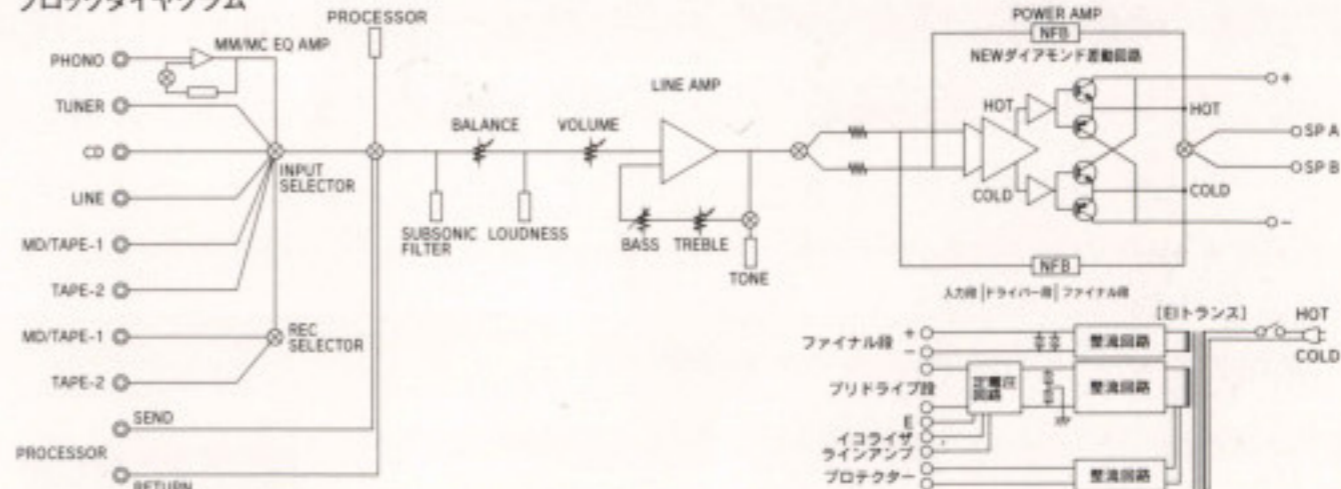 ブロックダイヤグラム
PROCESSOR
PHONO
MM/MC EQ AMP
TUNER
CD
LINE
MD/TAPE-1
TAPE-2
MD/TAPE-1
TAPE-2
INPUT
SELECTOR
REC
SELECTOR
SEND
PROCESSOR
RETURN
BALANCE
VOLUME
LINE AMP
SUBSONIC
FILTER
LOUDNESS
BASS
TREBLE
TONE
POWER AMP
NFB
NEWダイアモンド差動回路
HOT
COLD
HOT
COLD
+
SP A
SP B
-
NFB
入力段|ドライバー段|ファイナル段
[EIトランス]
HOT
COLD
ファイナル段
+
-
整流回路
プリドライブ段
定電圧
回路
整流回路
E
イコライザ
ラインアンプ
プロテクター
整流回路